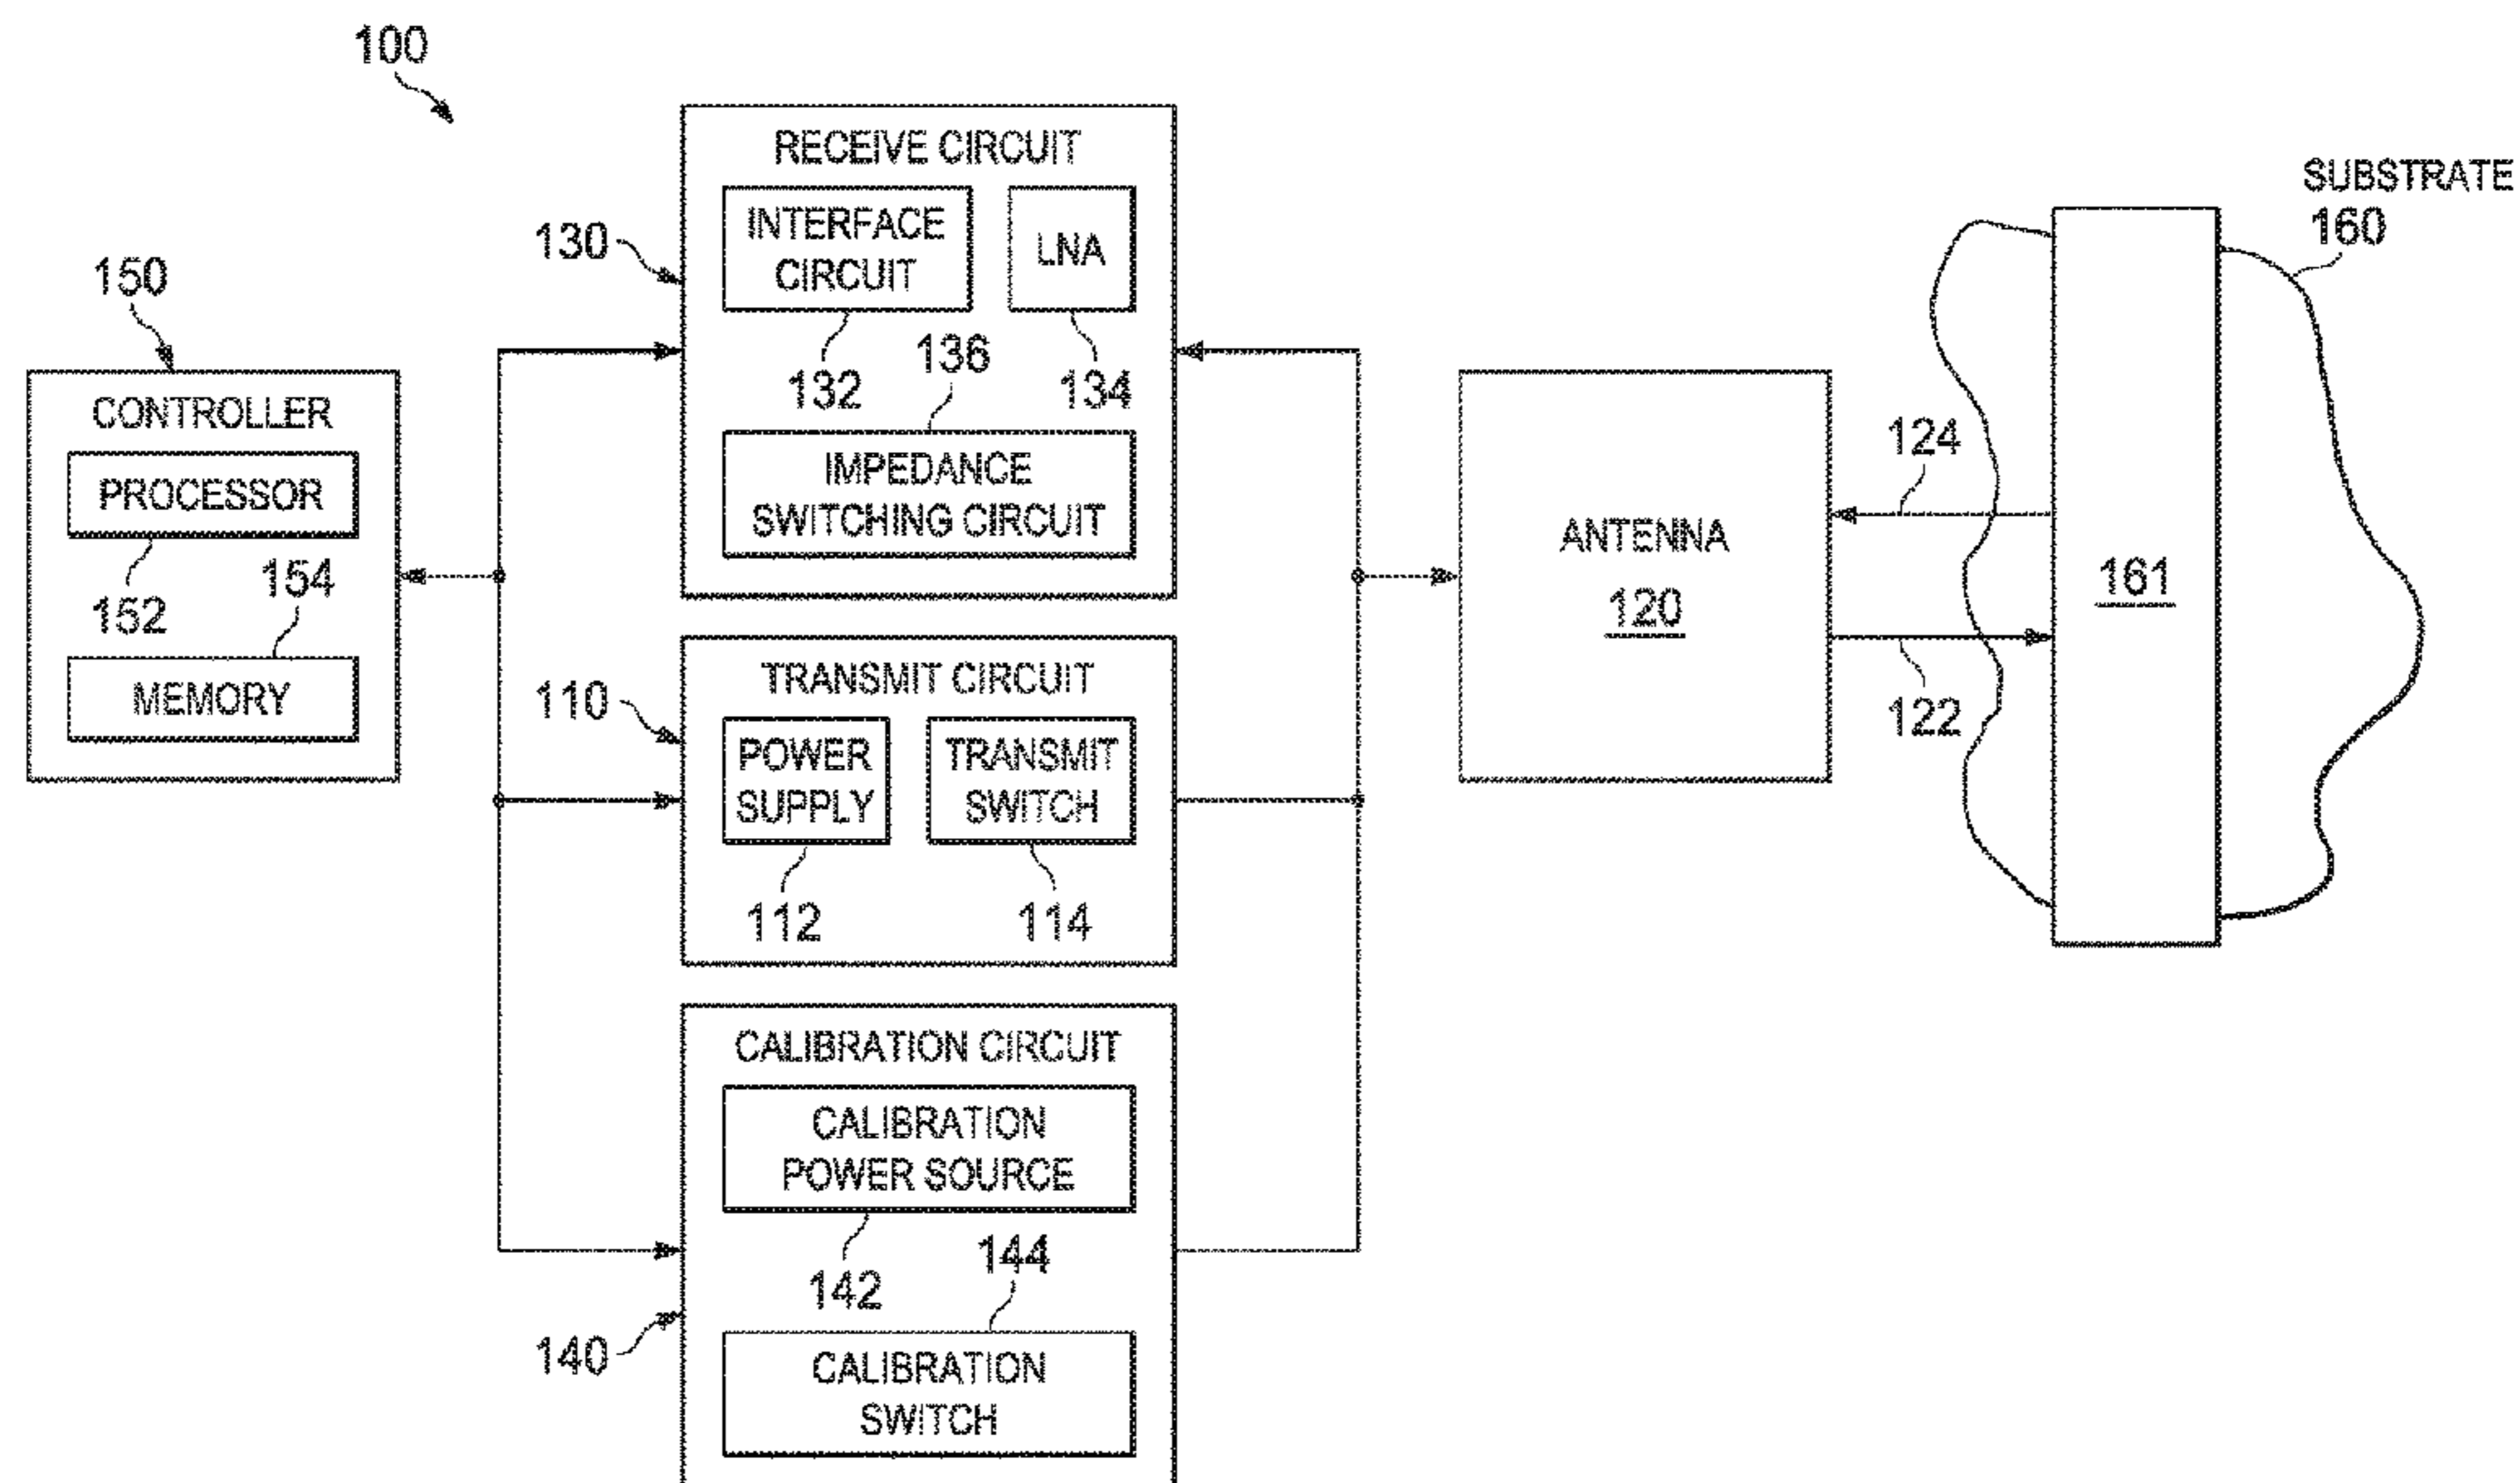 100
RECEIVE CIRCUIT
INTERFACE
CIRCUIT
LNA
130
132
134
136
IMPEDANCE
SWITCHING CIRCUIT
150
CONTROLLER
PROCESSOR
152
154
MEMORY
TRANSMIT CIRCUIT
110
POWER
SUPPLY
TRANSMIT
SWITCH
112
114
CALIBRATION CIRCUIT
CALIBRATION
POWER SOURCE
142
144
140
CALIBRATION
SWITCH
ANTENNA
120
124
122
161
SUBSTRATE
160